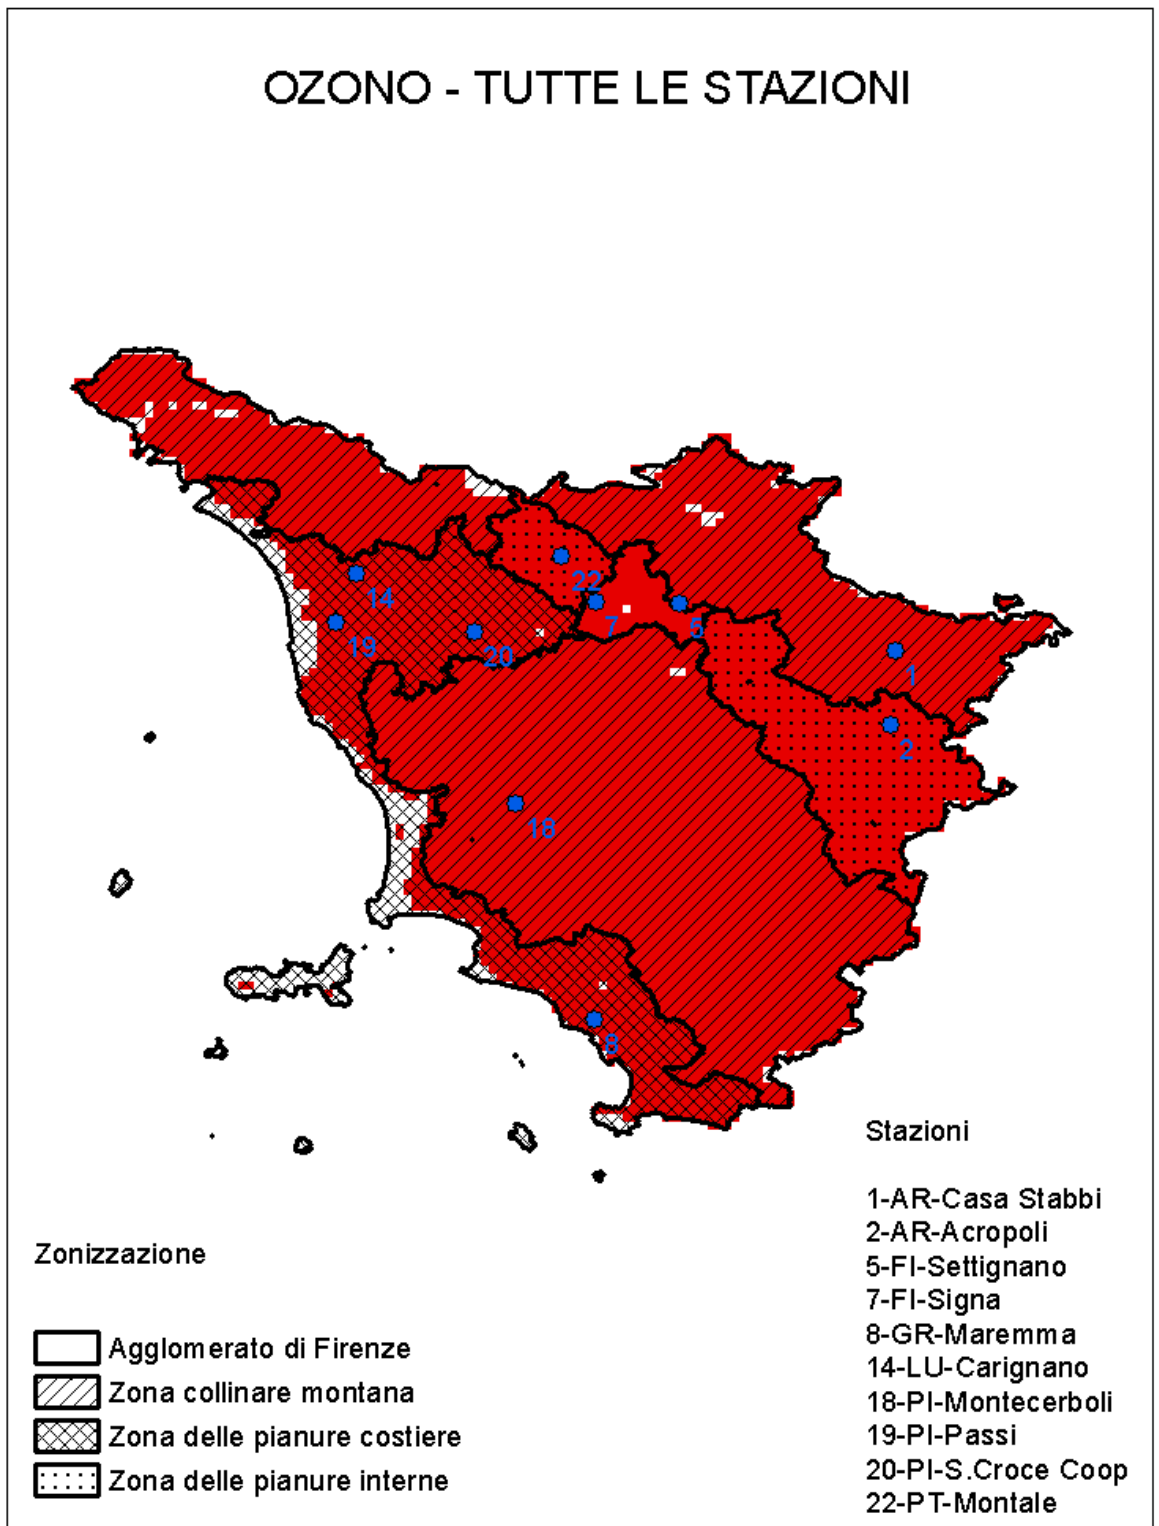 OZONO - TUTTE LE STAZIONI
14
19
20
22
7
5
1
2
18
8
Stazioni
1-AR-Casa Stabbi
2-AR-Acropoli
5-FI-Settignano
7-FI-Signa
8-GR-Maremma
14-LU-Carignano
18-PI-Montecerboli
19-PI-Passi
20-PI-S.Croce Coop
22-PT-Montale
Zonizzazione
Agglomerato di Firenze
Zona collinare montana
Zona delle pianure costiere
Zona delle pianure interne